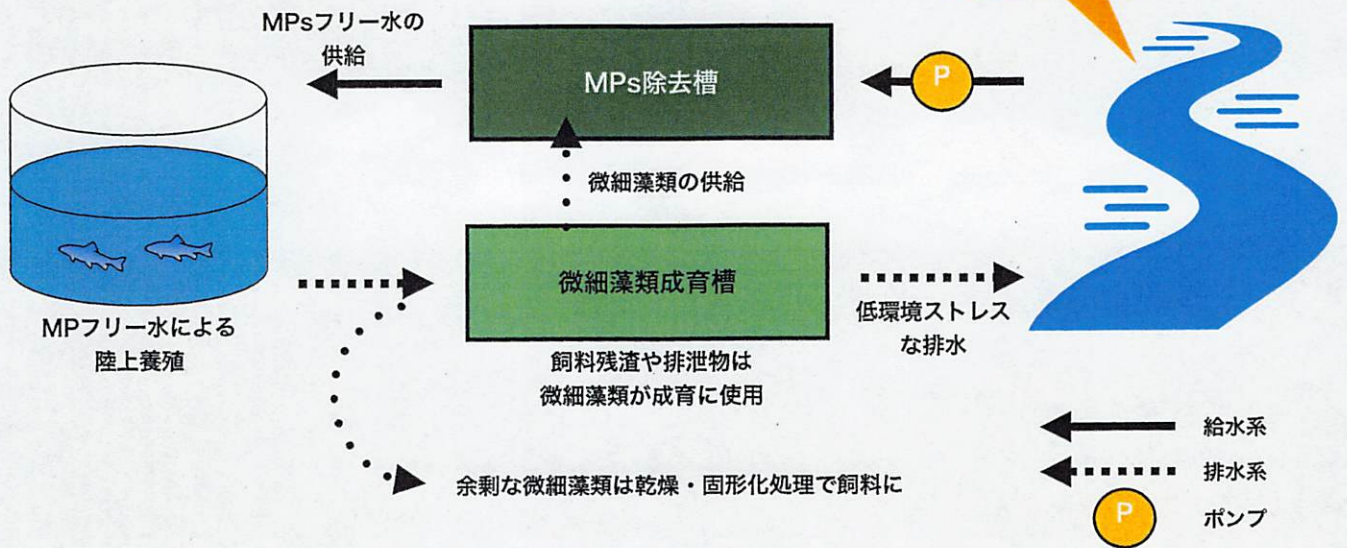 MPsフリー水の
供給
MPs除去槽
P
微細藻類の供給
微細藻類成育槽
MPフリー水による
陸上養殖
低環境ストレス
な排水
飼料残渣や排泄物は
微細藻類が成育に使用
余剰な微細藻類は乾燥・固形化処理で飼料に
給水系
排水系
P
ポンプ